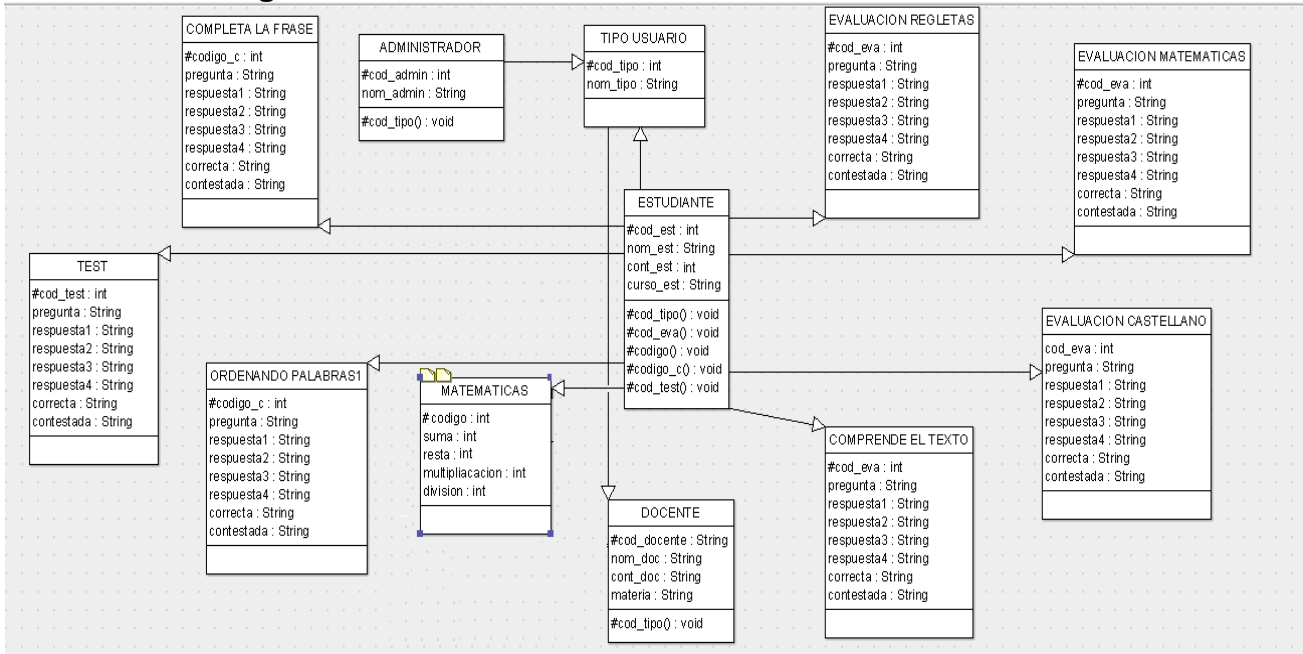 COMPLETA LA FRASE
#codigo_c : int
pregunta : String
respuesta1 : String
respuesta2 : String
respuesta3 : String
respuesta4 : String
correcta : String
contestada : String
ADMINISTRADOR
#cod_admin : int
nom_admin : String
#cod_tipo() : void
TIPO USUARIO
#cod_tipo : int
nom_tipo : String
EVALUACION REGLETAS
#cod_eva : int
pregunta : String
respuesta1 : String
respuesta2 : String
respuesta3 : String
respuesta4 : String
correcta : String
contestada : String
EVALUACION MATEMATICAS
#cod_eva : int
pregunta : String
respuesta1 : String
respuesta2 : String
respuesta3 : String
respuesta4 : String
correcta : String
contestada : String
ESTUDIANTE
#cod_est : int
nom_est : String
cont_est : int
curso_est : String
#cod_tipo() : void
#cod_eva() : void
#codigo() : void
#codigo_c() : void
#cod_test() : void
TEST
#cod_test : int
pregunta : String
respuesta1 : String
respuesta2 : String
respuesta3 : String
respuesta4 : String
correcta : String
contestada : String
ORDENANDO PALABRAS1
#codigo_c : int
pregunta : String
respuesta1 : String
respuesta2 : String
respuesta3 : String
respuesta4 : String
correcta : String
contestada : String
MATEMATICAS
# codigo : int
suma : int
resta : int
multipliacacion : int
division : int
EVALUACION CASTELLANO
cod_eva : int
pregunta : String
respuesta1 : String
respuesta2 : String
respuesta3 : String
respuesta4 : String
correcta : String
contestada : String
COMPRENDE EL TEXTO
#cod_eva : int
pregunta : String
respuesta1 : String
respuesta2 : String
respuesta3 : String
respuesta4 : String
correcta : String
contestada : String
DOCENTE
#cod_docente : String
nom_doc : String
cont_doc : String
materia : String
#cod_tipo() : void